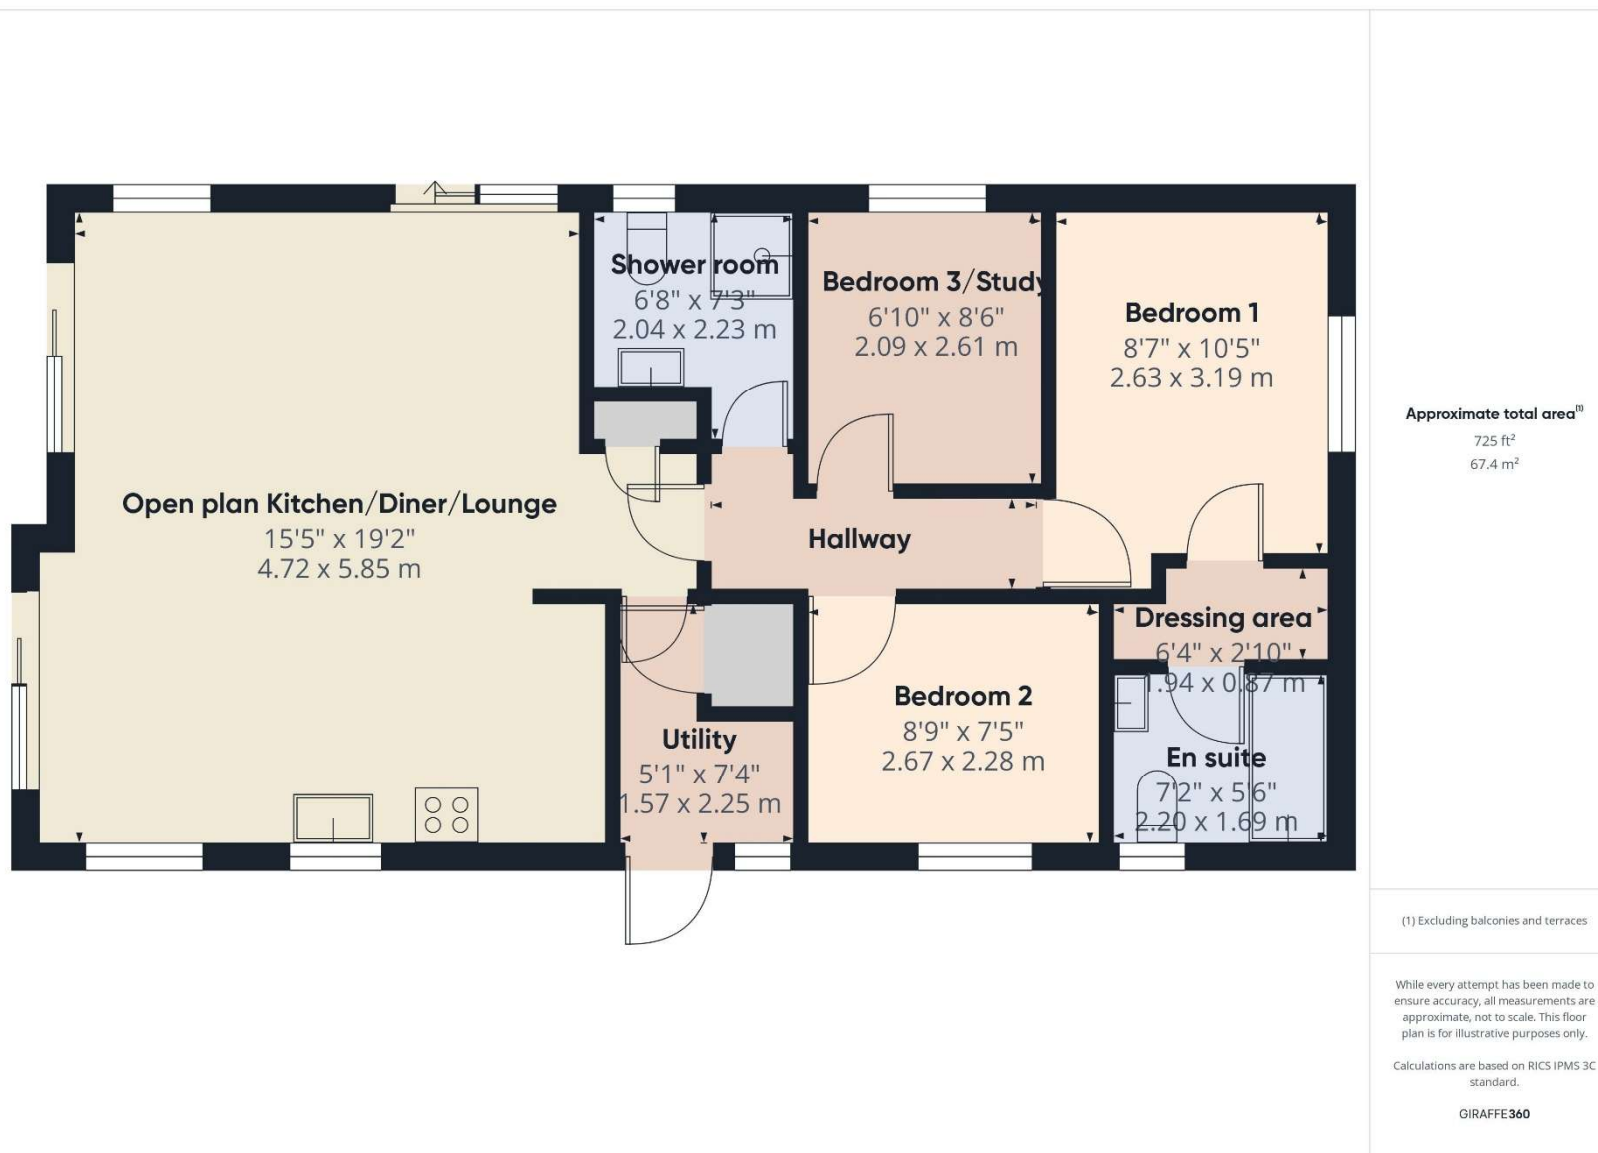 Shower room
6'8" x 7'3"
2.04 x 2.23 m
Bedroom 3/Study
6'10" x 8'6"
2.09 x 2.61 m
Bedroom 1
8'7" x 10'5"
2.63 x 3.19 m
Open plan Kitchen/Diner/Lounge
15'5" x 19'2"
4.72 x 5.85 m
Hallway
Dressing area
6'4" x 2'10"
1.94 x 0.87 m
Bedroom 2
8'9" x 7'5"
2.67 x 2.28 m
Utility
5'1" x 7'4"
1.57 x 2.25 m
En suite
7'2" x 5'6"
2.20 x 1.69 m
Approximate total area(1)
725 ft²
67.4 m²
(1) Excluding balconies and terraces
While every attempt has been made to
ensure accuracy, all measurements are
approximate, not to scale. This floor
plan is for illustrative purposes only.
Calculations are based on RICS IPMS 3C
standard.
GIRAFFE360